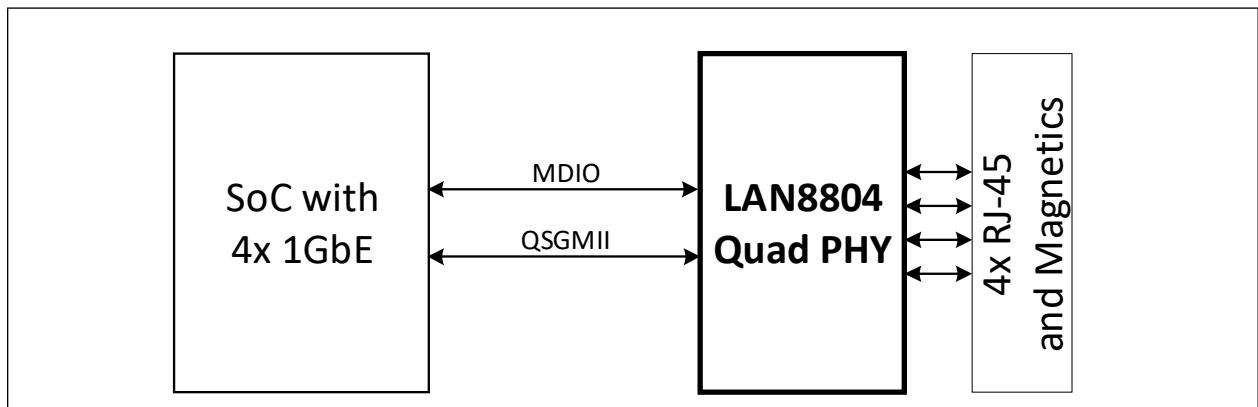 SoC with
4x 1GbE
MDIO
QSGMII
LAN8804
Quad PHY
4x RJ-45
and Magnetics